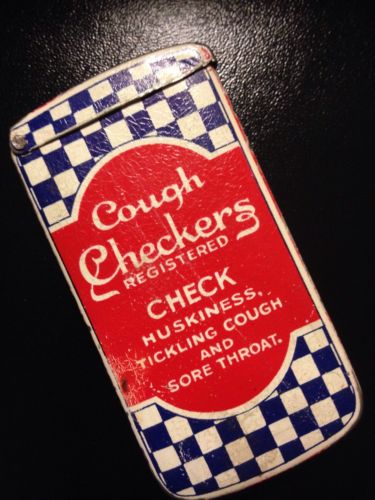 Cough
Checkers
REGISTERED
CHECK
HUSKINESS,
TICKLING COUGH
AND
SORE THROAT.